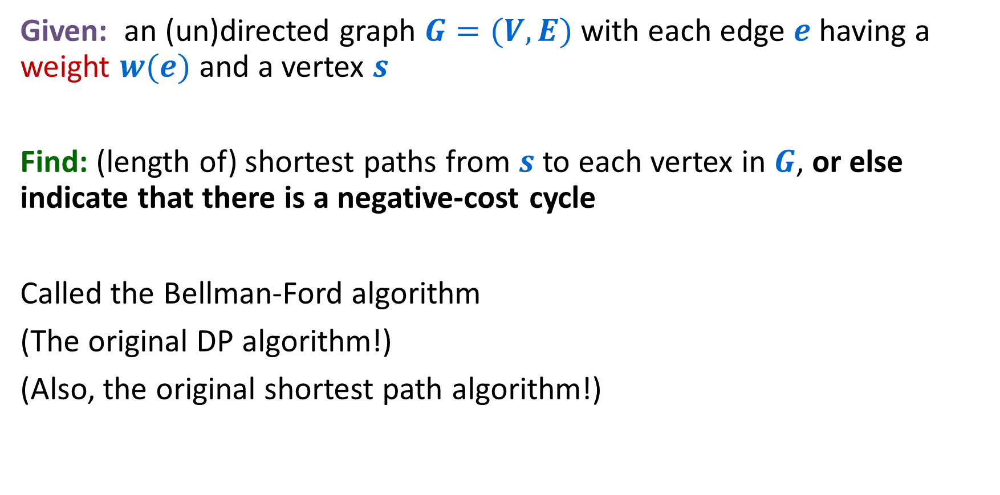 Given: an (un)directed graph G = (V, E) with each edge e having a
weight w(e) and a vertex s
Find: (length of) shortest paths from s to each vertex in G, or else
indicate that there is a negative-cost cycle
Called the Bellman-Ford algorithm
(The original DP algorithm!)
(Also, the original shortest path algorithm!)